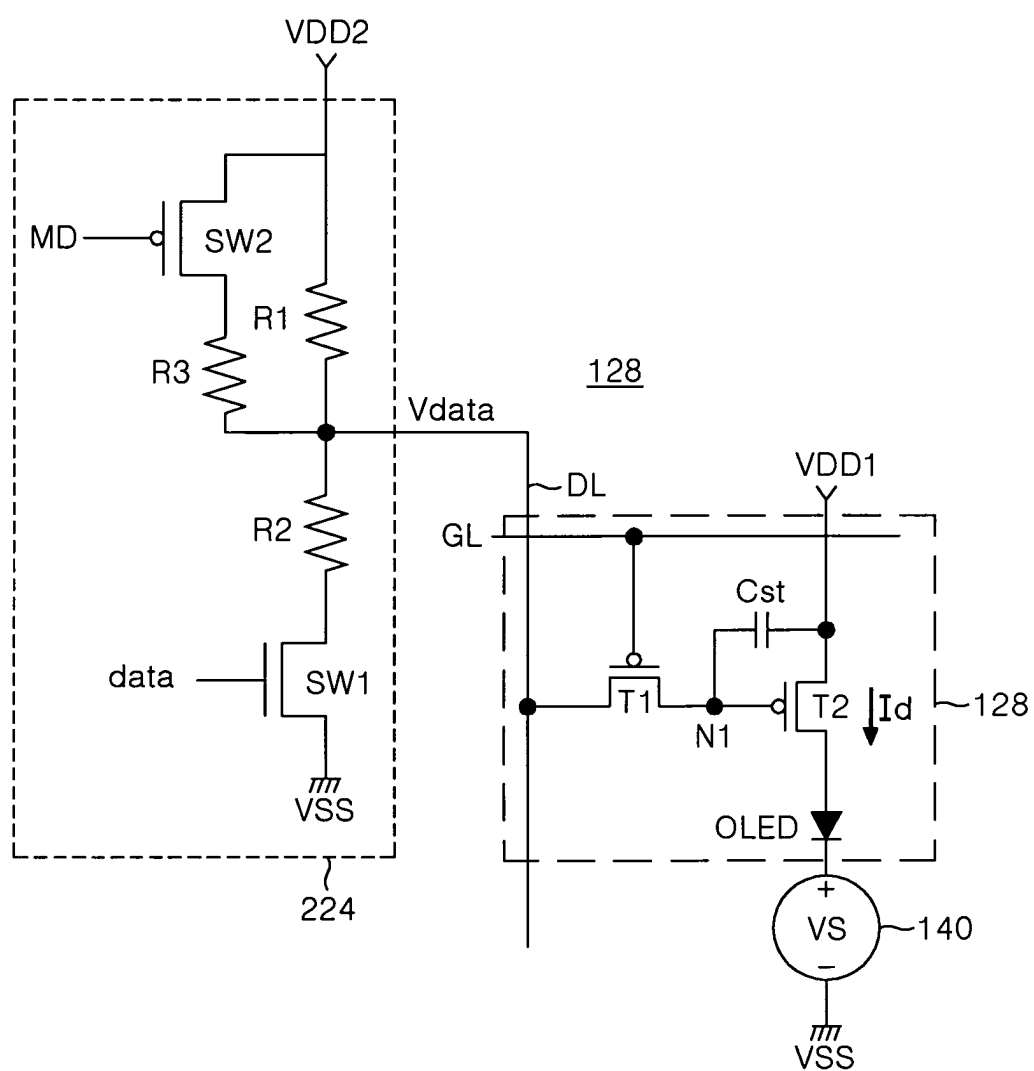 VDD2
MD
SW2
R1
R3
Vdata
128
DL
VDD1
R2
GL
Cst
data
SW1
T1
T2
Id
128
N1
VSS
OLED
224
+
VS
140
−
VSS